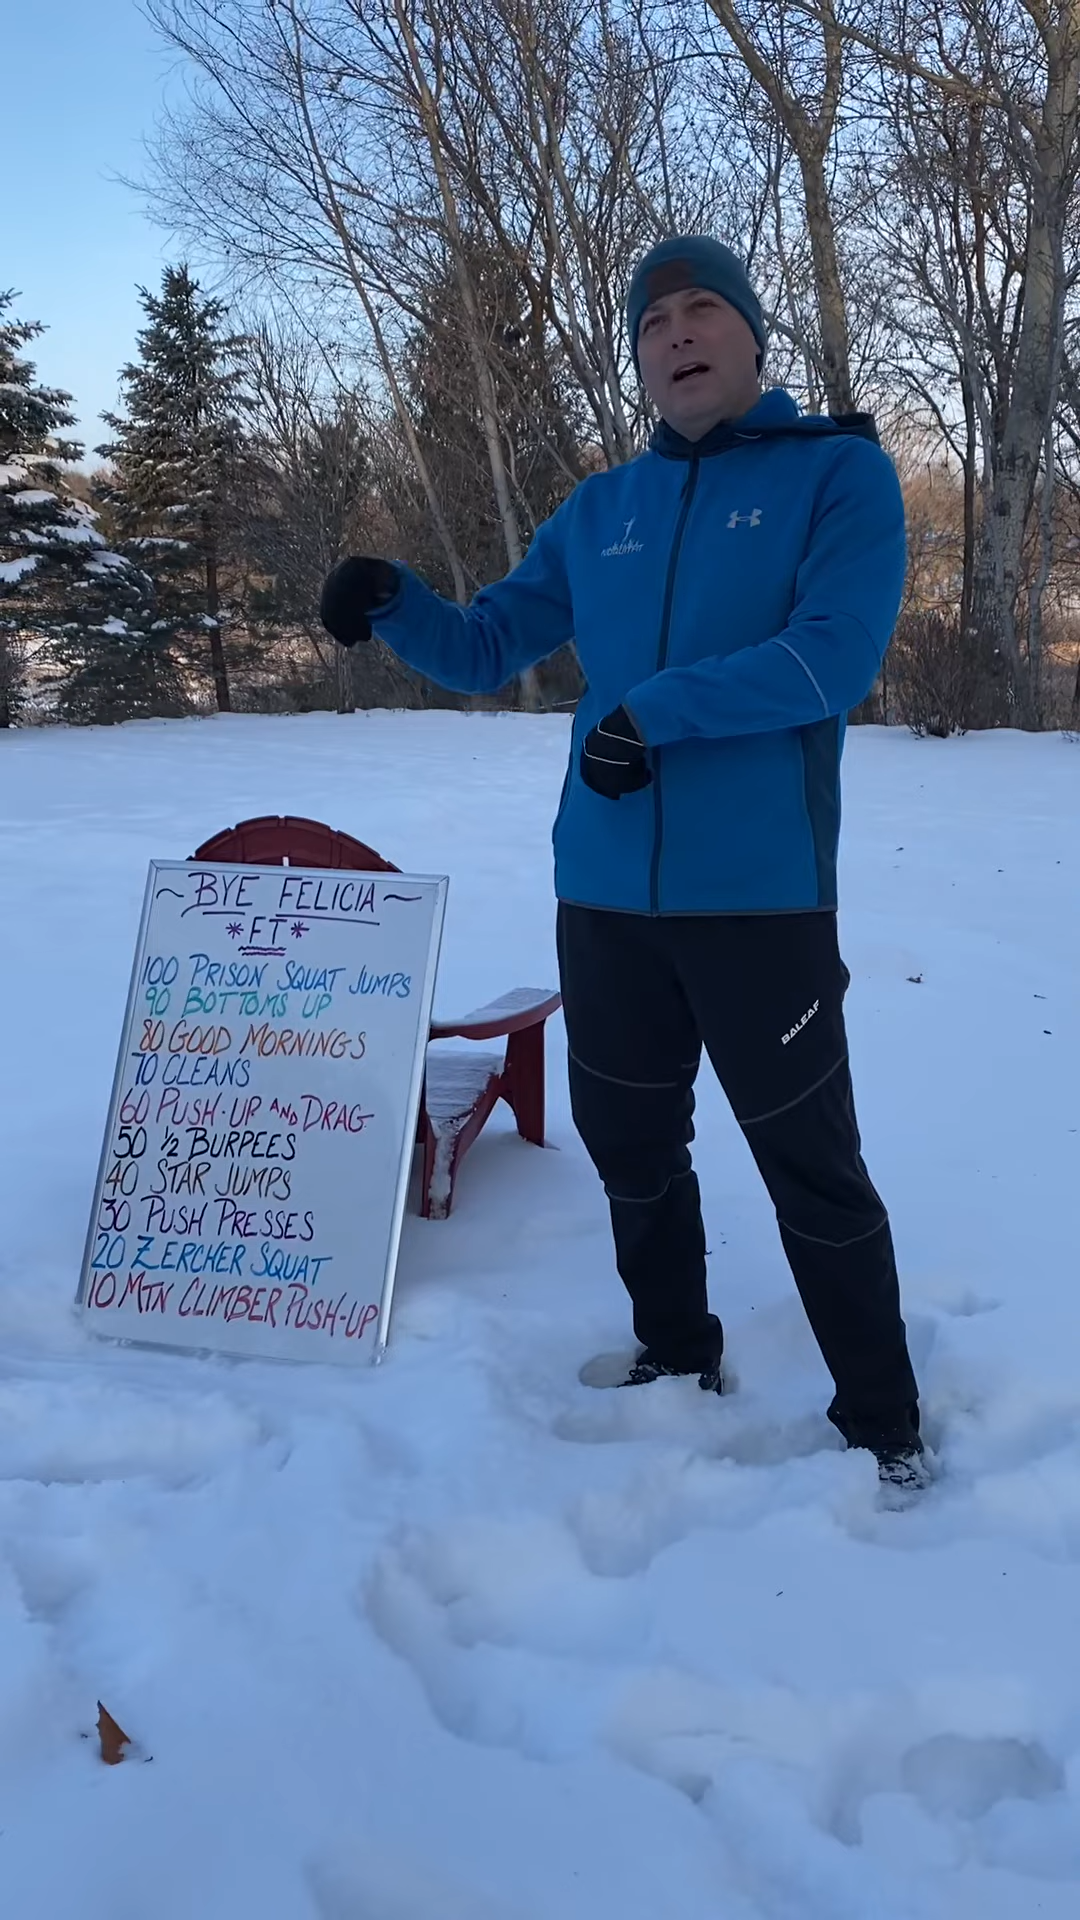 ~BYE FELICIA~
*FT*
100 PRISON SQUAT JUMPS
90 BOTTOMS UP
80 GOOD MORNINGS
70 CLEANS
60 PUSH-UP AND DRAG
50 1/2 BURPEES
40 STAR JUMPS
30 PUSH PRESSES
20 ZERCHER SQUAT
10 MTN CLIMBER PUSH-UP
BALEAF